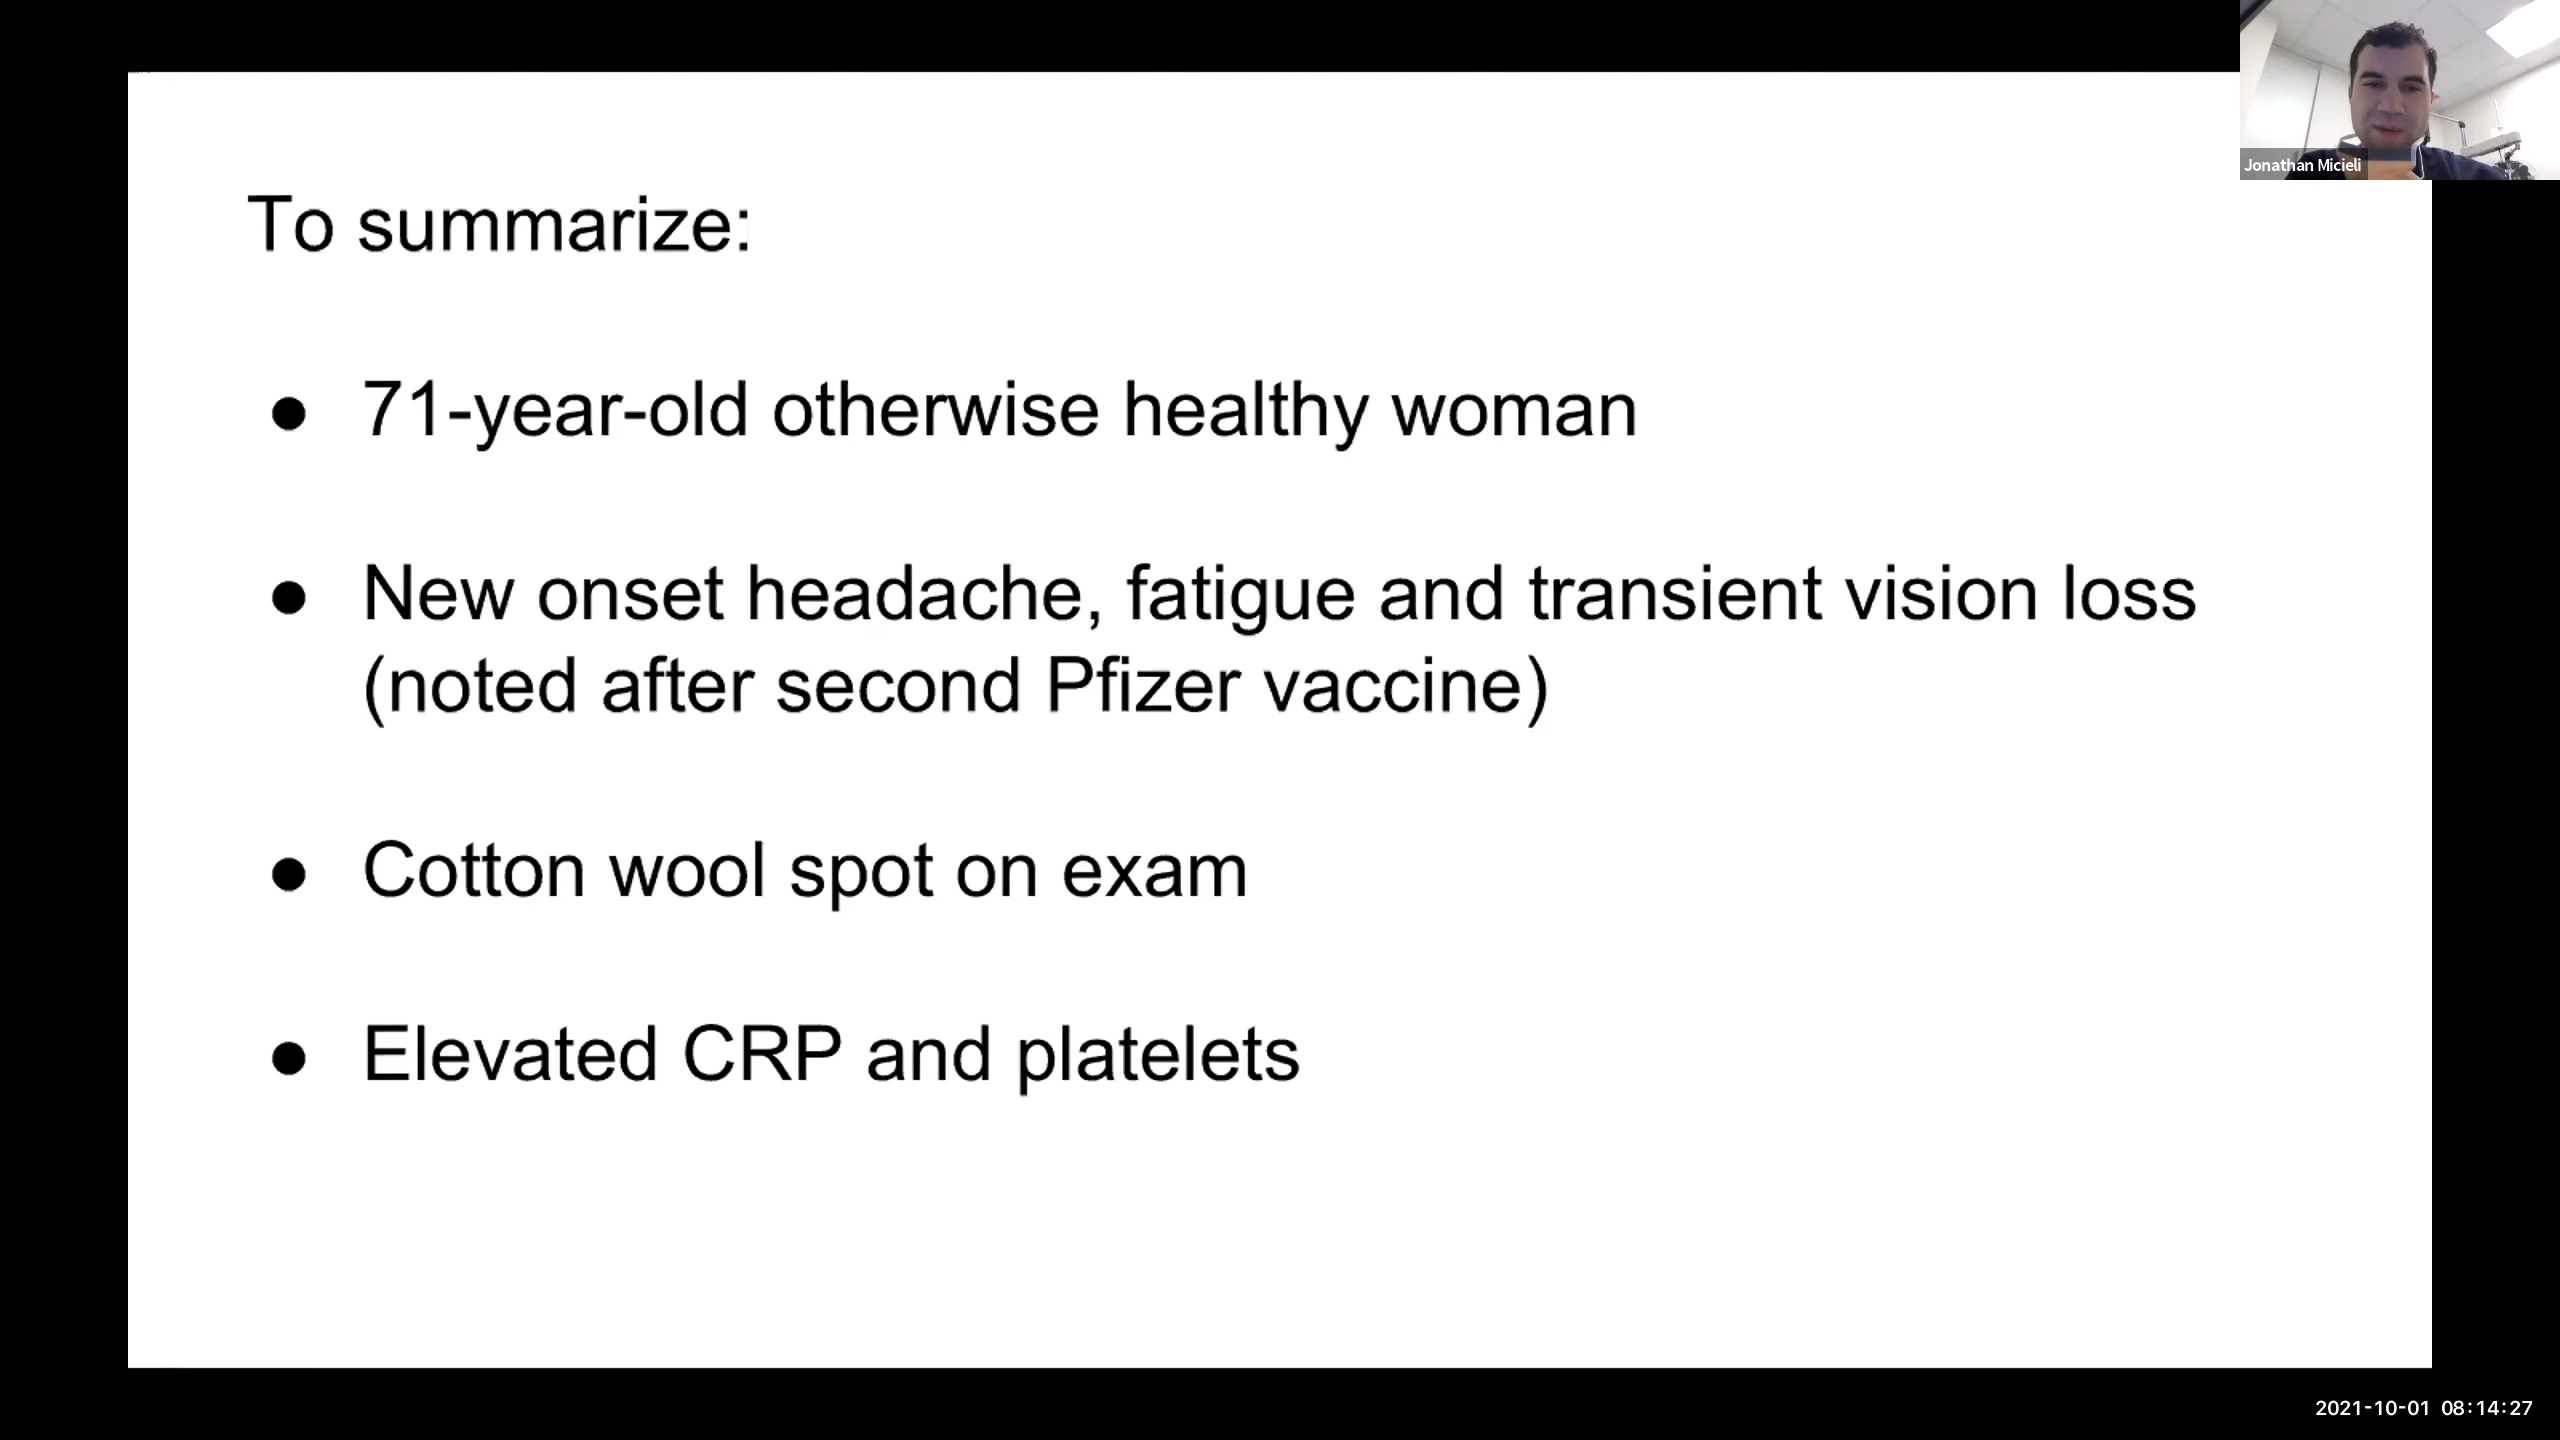 Jonathan Micieli
To summarize:
● 71-year-old otherwise healthy woman
● New onset headache, fatigue and transient vision loss
(noted after second Pfizer vaccine)
● Cotton wool spot on exam
● Elevated CRP and platelets
2021-10-01 08:14:27